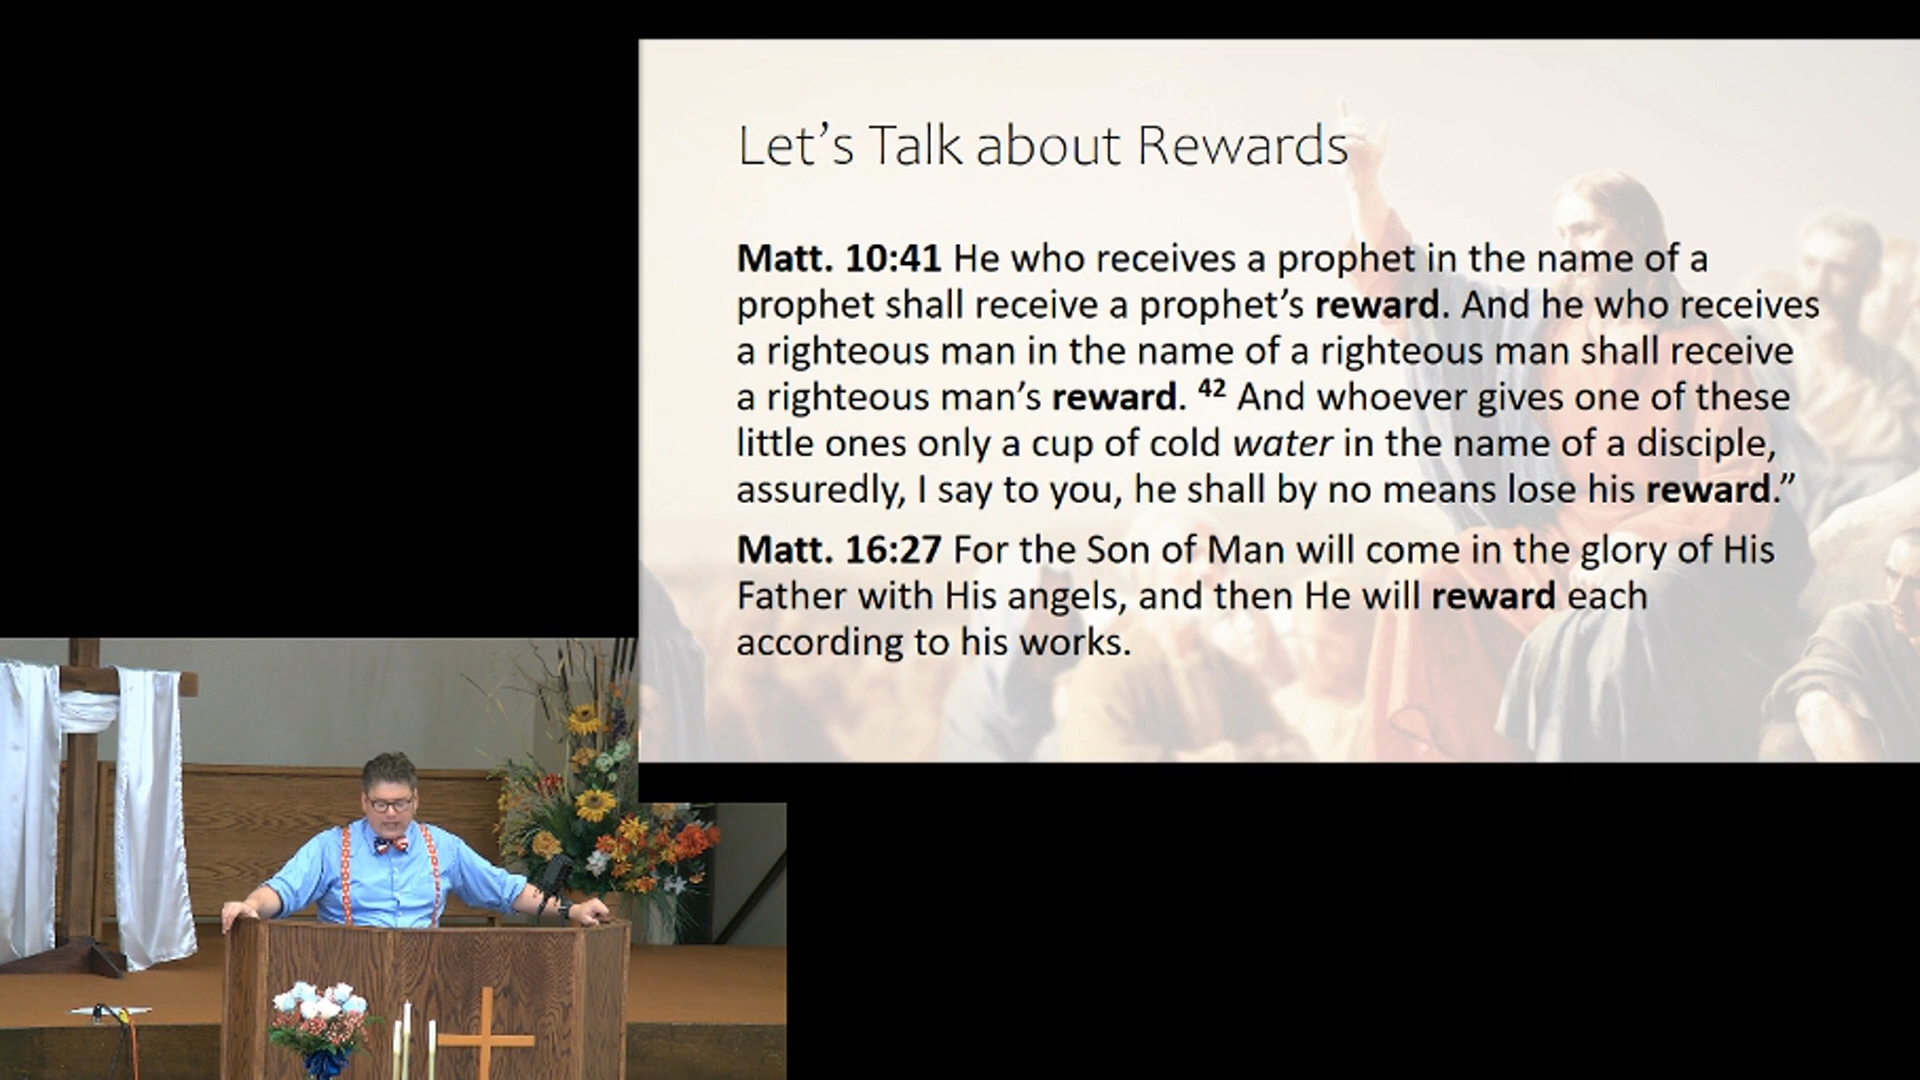 Let’s Talk about Rewards
Matt. 10:41 He who receives a prophet in the name of a
prophet shall receive a prophet’s reward. And he who receives
a righteous man in the name of a righteous man shall receive
a righteous man’s reward. 42 And whoever gives one of these
little ones only a cup of cold water in the name of a disciple,
assuredly, I say to you, he shall by no means lose his reward.”
Matt. 16:27 For the Son of Man will come in the glory of His
Father with His angels, and then He will reward each
according to his works.